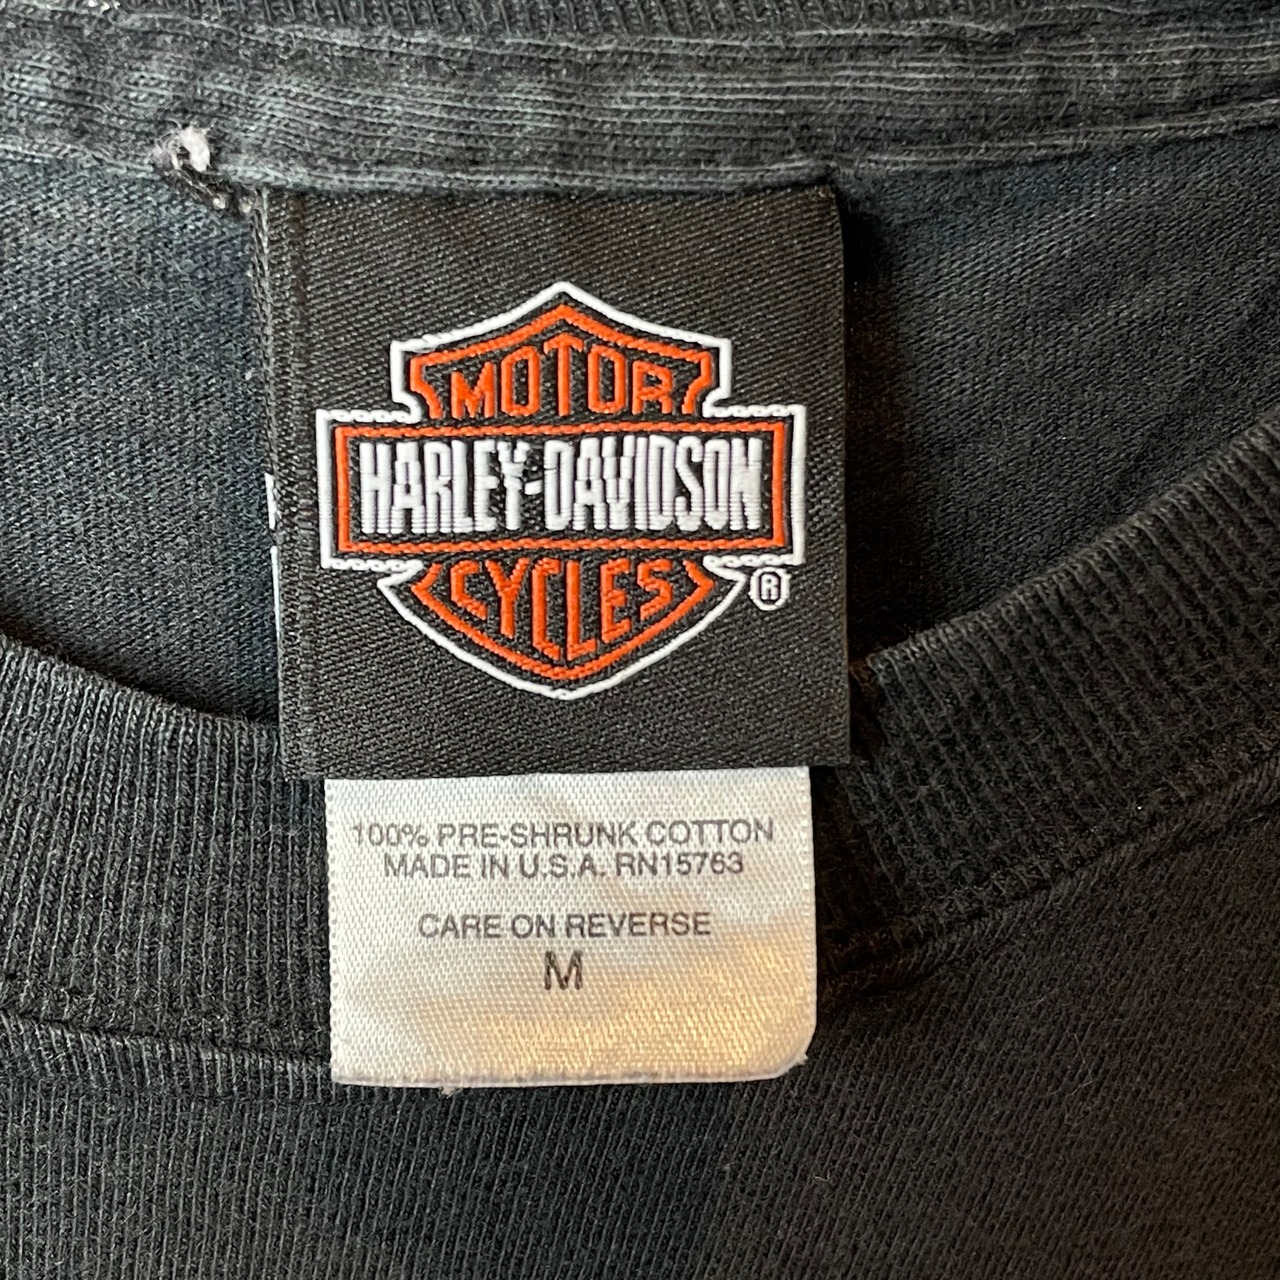 MOTOR
HARLEY-DAVIDSON
CYCLES
®
100% PRE-SHRUNK COTTON
MADE IN U.S.A. RN15763
CARE ON REVERSE
M